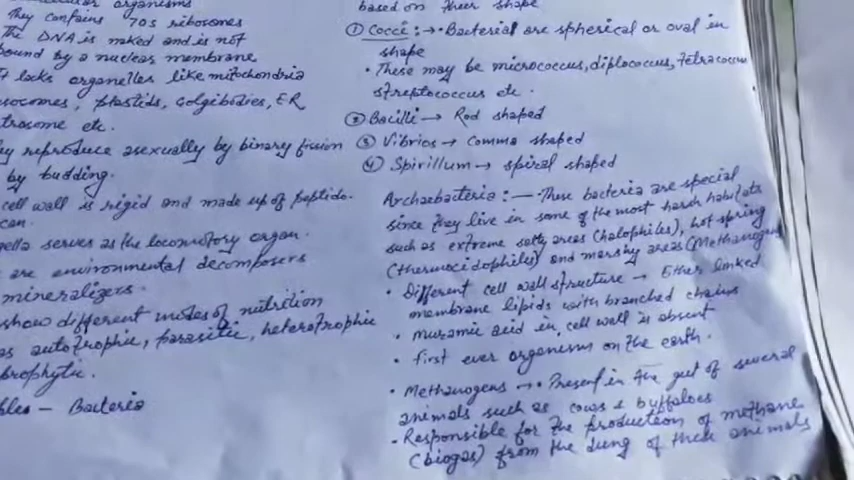 organisms
They contains 70s ribosomes
The DNA is naked and is not
bound by a nucleas membrane
lacks organelles like mitochondria
plastids, Golgibodies, ER
etc.
reproduce asexually by binary fission
by budding.
cell wall is rigid and made up of peptido-
can.
serves as the locomotory organ.
are environmental decomposers
mineralizers.
show different modes of nutrition
as autotrophic, parasitic, heterotrophic
Bacteria
based on their shape
① Cocci :→ • Bacterial are spherical or oval in
shape
• These may be micrococcus, diplococcus, Tetracoccus
streptococcus etc.
② Bacilli → Rod shaped
③ Vibrios → Comma shaped
④ Spirillum → spiral shaped
Archaebacteria :— These bacteria are special
since they live in some of the most harsh habitats
such as extreme salty areas (halophiles), hot spring
(thermoacidophiles) and marshy areas (Methanogens
• Different cell wall structure → Ether linked
membrane lipids with branched chains
• muramic acid in cell wall is absent
• first ever organisms on the earth.
• Methanogens → • Present in the gut of several
animals such as cows & buffaloes
• Responsible for the production of methane
(biogas) from the dung of these animals